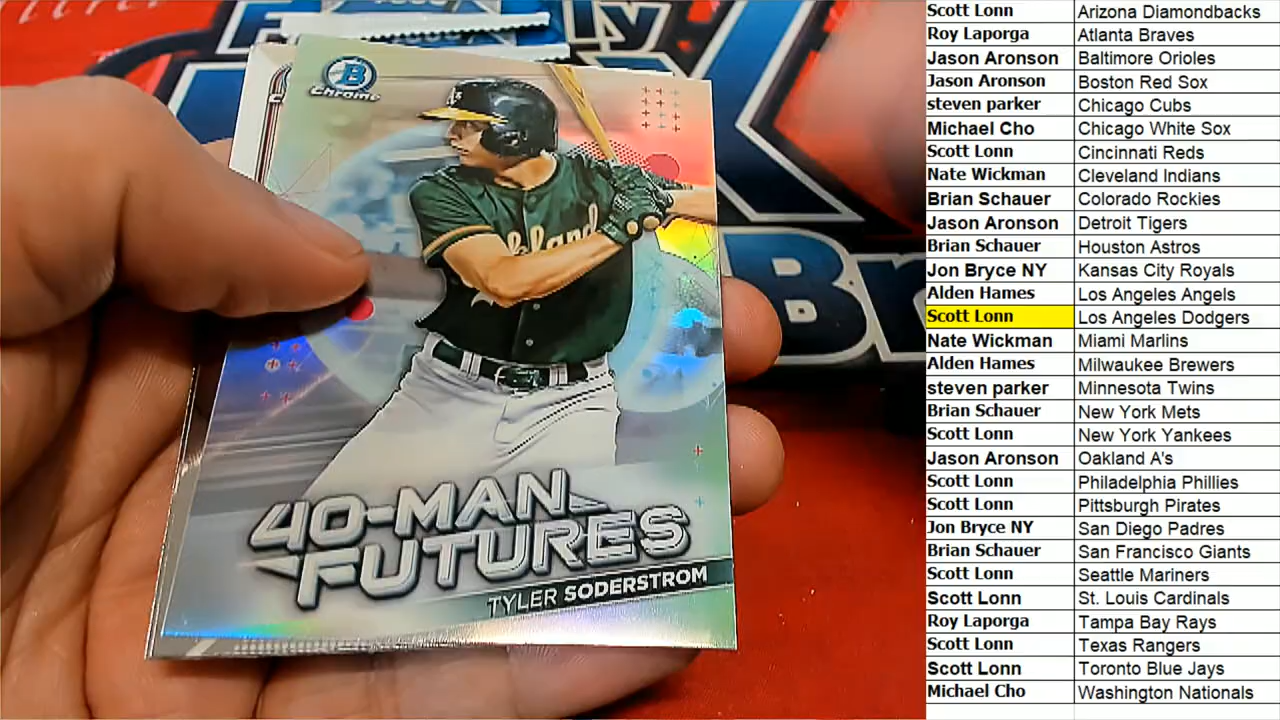 B
Chrome
A's
40-MAN
FUTURES
TYLER SODERSTROM
Br
Scott Lonn Arizona Diamondbacks
Roy Laporga Atlanta Braves
Jason Aronson Baltimore Orioles
Jason Aronson Boston Red Sox
steven parker Chicago Cubs
Michael Cho Chicago White Sox
Scott Lonn Cincinnati Reds
Nate Wickman Cleveland Indians
Brian Schauer Colorado Rockies
Jason Aronson Detroit Tigers
Brian Schauer Houston Astros
Jon Bryce NY Kansas City Royals
Alden Hames Los Angeles Angels
Scott Lonn Los Angeles Dodgers
Nate Wickman Miami Marlins
Alden Hames Milwaukee Brewers
steven parker Minnesota Twins
Brian Schauer New York Mets
Scott Lonn New York Yankees
Jason Aronson Oakland A's
Scott Lonn Philadelphia Phillies
Scott Lonn Pittsburgh Pirates
Jon Bryce NY San Diego Padres
Brian Schauer San Francisco Giants
Scott Lonn Seattle Mariners
Scott Lonn St. Louis Cardinals
Roy Laporga Tampa Bay Rays
Scott Lonn Texas Rangers
Scott Lonn Toronto Blue Jays
Michael Cho Washington Nationals